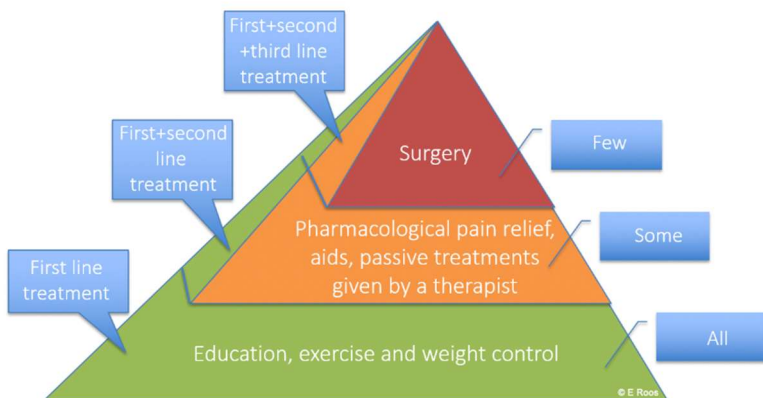 First+second
+third line
treatment
First+second
line
treatment
First line
treatment
Surgery
Pharmacological pain relief,
aids, passive treatments
given by a therapist
Education, exercise and weight control
Few
Some
All
© E Roos